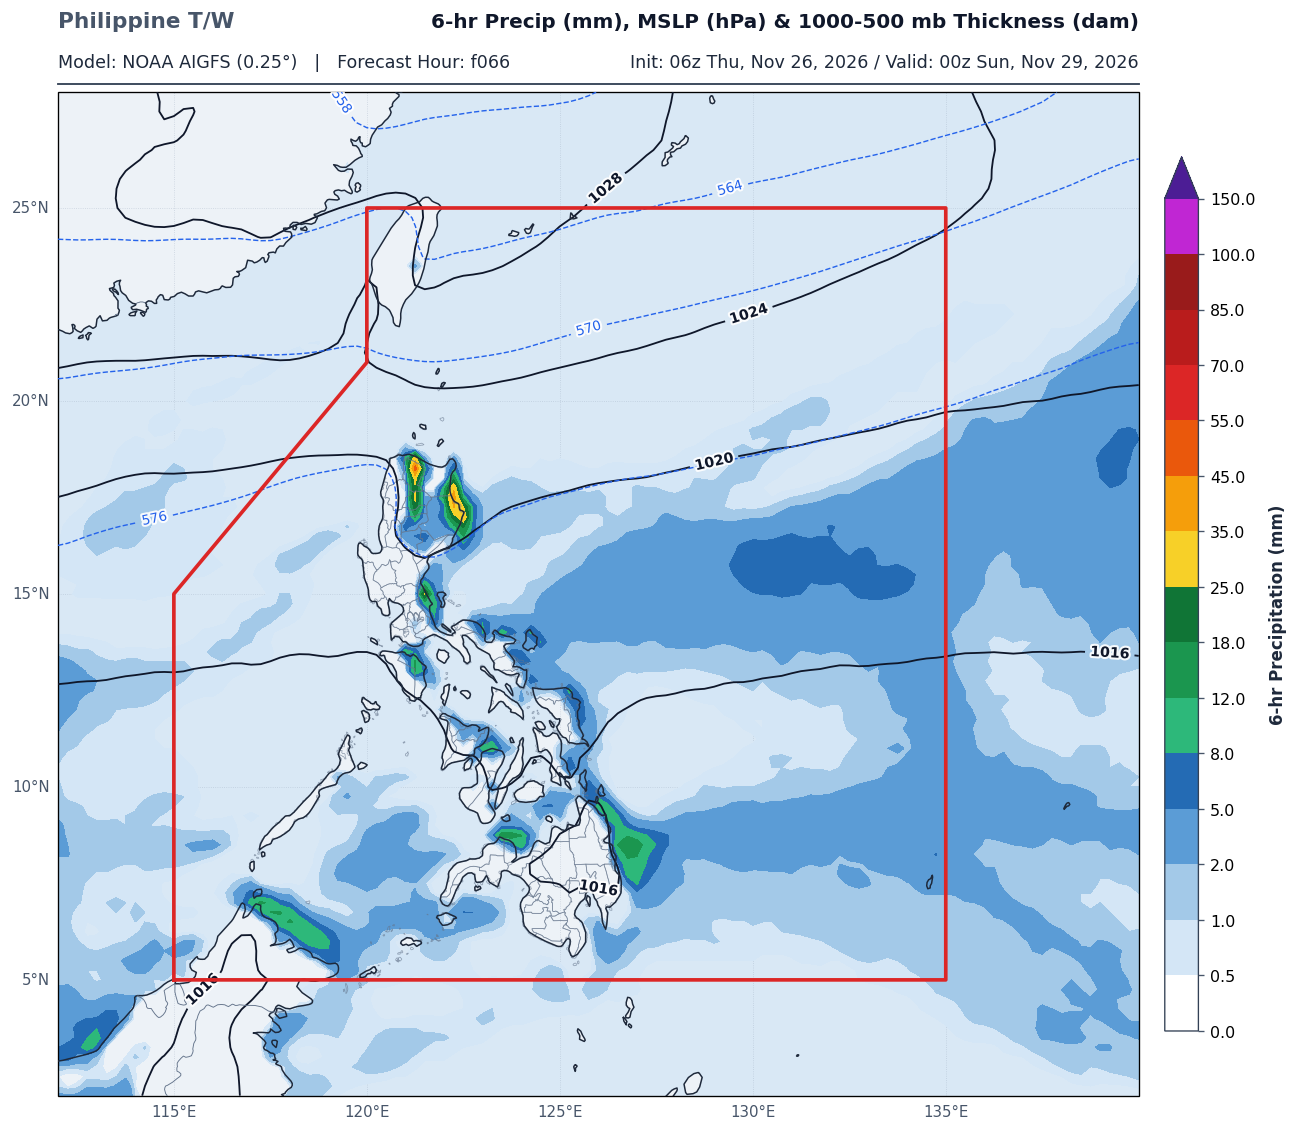 Philippine T/W
6-hr Precip (mm), MSLP (hPa) & 1000-500 mb Thickness (dam)
Model: NOAA AIGFS (0.25°) | Forecast Hour: f066
Init: 06z Thu, Nov 26, 2026 / Valid: 00z Sun, Nov 29, 2026
558
1028
564
25°N
150.0
100.0
1024
570
85.0
70.0
20°N
55.0
1020
45.0
576
35.0
25.0
15°N
18.0
1016
12.0
8.0
10°N
5.0
2.0
1016
1.0
5°N
1016
0.5
0.0
6-hr Precipitation (mm)
115°E
120°E
125°E
130°E
135°E